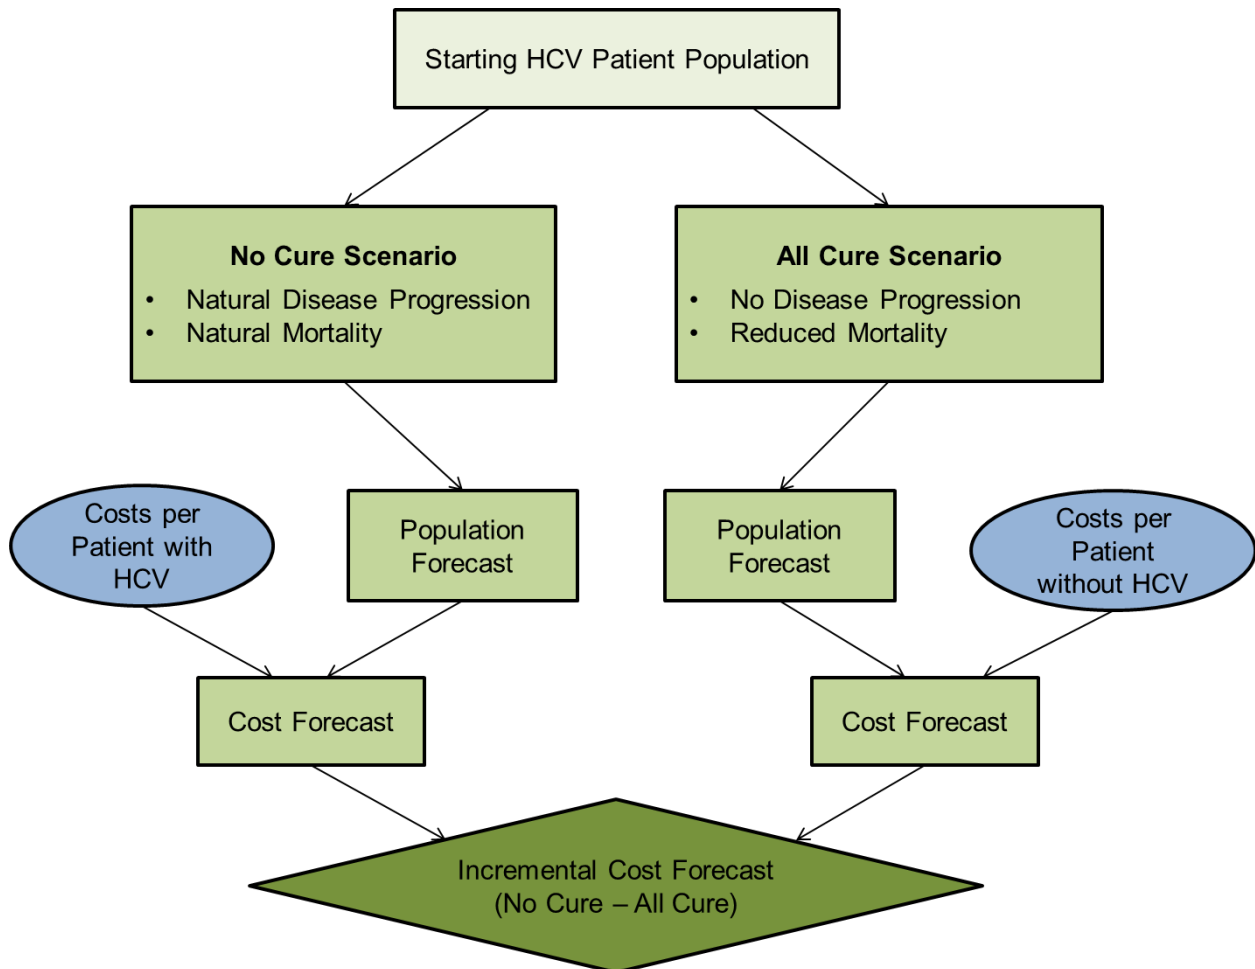 Starting HCV Patient Population
No Cure Scenario
• Natural Disease Progression
• Natural Mortality
All Cure Scenario
• No Disease Progression
• Reduced Mortality
Costs per
Patient with
HCV
Population
Forecast
Population
Forecast
Costs per
Patient
without HCV
Cost Forecast
Cost Forecast
Incremental Cost Forecast
(No Cure – All Cure)